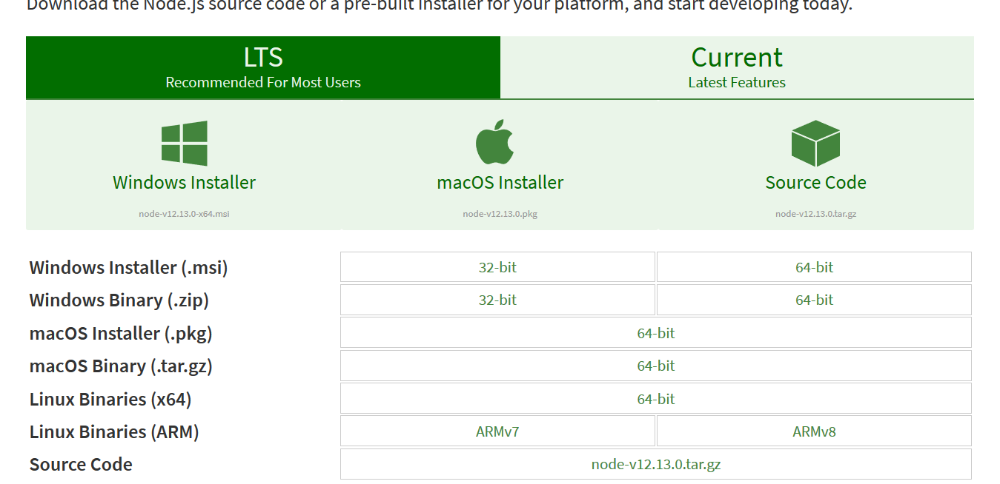 Download the Node.js source code or a pre-built installer for your platform, and start developing today.
LTS
Recommended For Most Users
Current
Latest Features
Windows Installer
node-v12.13.0-x64.msi
macOS Installer
node-v12.13.0.pkg
Source Code
node-v12.13.0.tar.gz
Windows Installer (.msi) 32-bit 64-bit
Windows Binary (.zip) 32-bit 64-bit
macOS Installer (.pkg) 64-bit
macOS Binary (.tar.gz) 64-bit
Linux Binaries (x64) 64-bit
Linux Binaries (ARM) ARMv7 ARMv8
Source Code node-v12.13.0.tar.gz